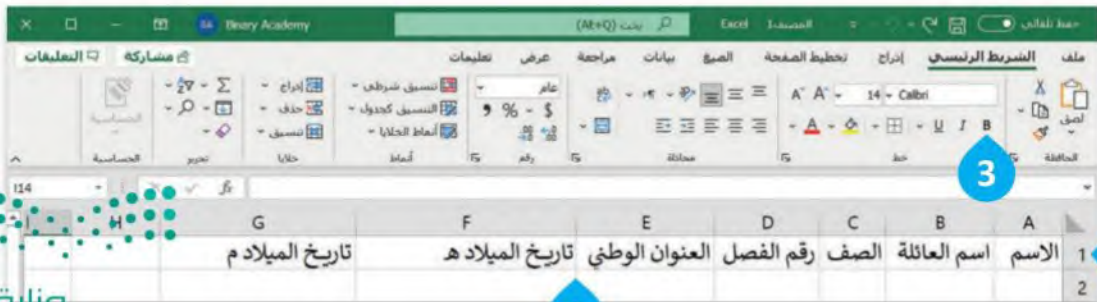 حفظ تلقائي المصنف1 Excel بحث (Alt+Q) Binary Academy BA
ملف الشريط الرئيسي إدراج تخطيط الصفحة الصيغ بيانات مراجعة عرض تعليمات مشاركة التعليقات
لصق Calibri 14 A^ A˅ عام تنسيق شرطي إدراج Σ
B I U A $ % 9 التنسيق كجدول حذف
أنماط الخلايا تنسيق الحساسية
الحافظة خط محاذاة رقم أنماط خلايا تحرير الحساسية
3
I14 fx
A B C D E F G H I
1 الاسم اسم العائلة الصف رقم الفصل العنوان الوطني تاريخ الميلاد هـ تاريخ الميلاد م
2